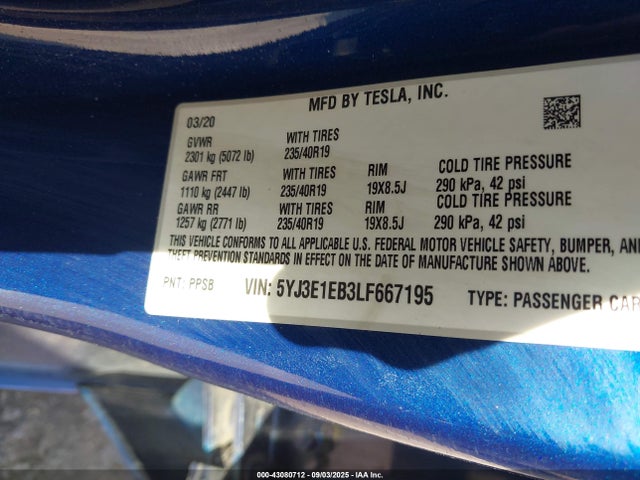 MFD BY TESLA, INC.
03/20
GVWR WITH TIRES
2301 kg (5072 lb) 235/40R19
GAWR FRT WITH TIRES RIM COLD TIRE PRESSURE
1110 kg (2447 lb) 235/40R19 19X8.5J 290 kPa, 42 psi
GAWR RR WITH TIRES RIM COLD TIRE PRESSURE
1257 kg (2771 lb) 235/40R19 19X8.5J 290 kPa, 42 psi
THIS VEHICLE CONFORMS TO ALL APPLICABLE U.S. FEDERAL MOTOR VEHICLE SAFETY, BUMPER, AND
THEFT PREVENTION STANDARDS IN EFFECT ON THE DATE OF MANUFACTURE SHOWN ABOVE.
PNT: PPSB VIN: 5YJ3E1EB3LF667195 TYPE: PASSENGER CAR
000-43080712 - 09/03/2025 - IAA Inc.